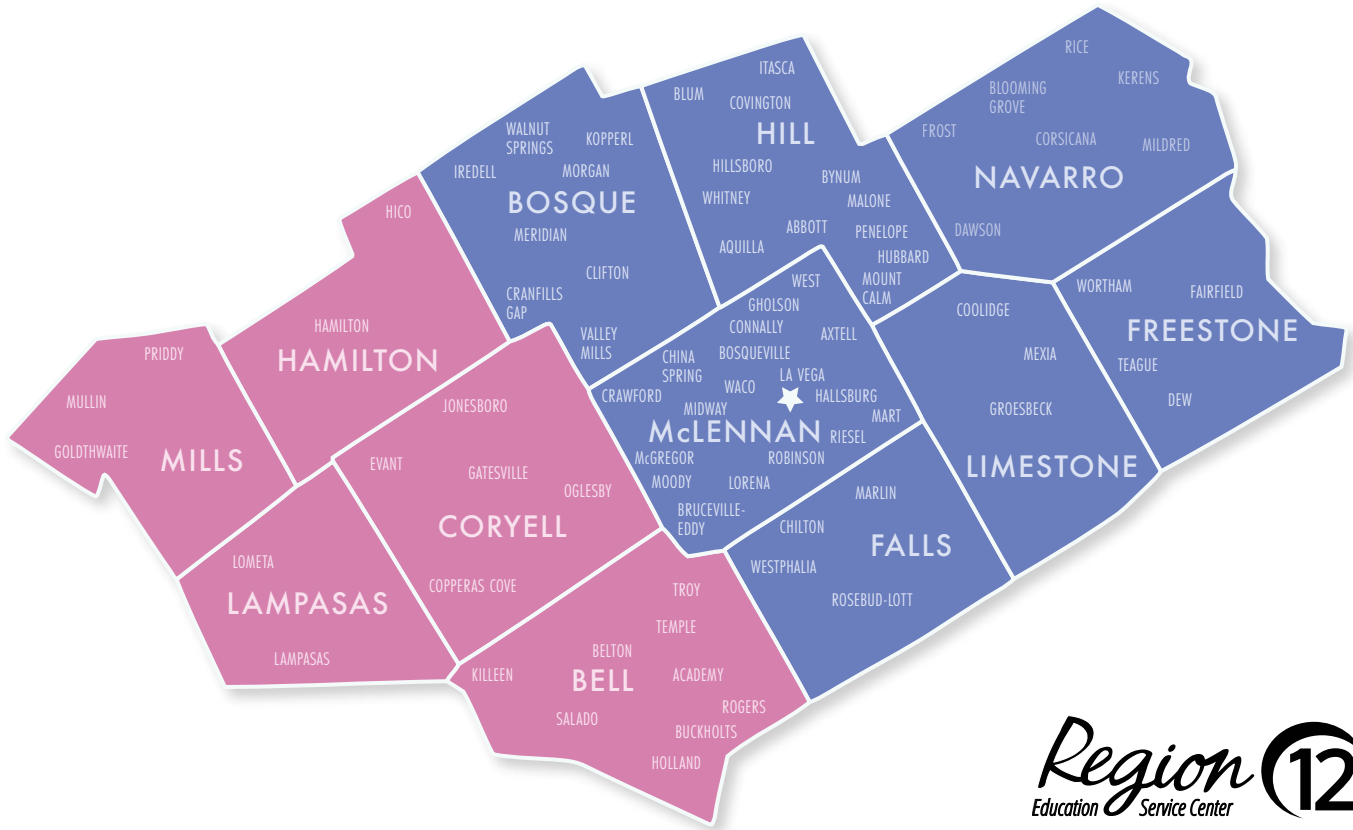 RICE
KERENS
BLOOMING
GROVE
FROST
CORSICANA
MILDRED
NAVARRO
DAWSON
ITASCA
BLUM
COVINGTON
HILL
HILLSBORO
BYNUM
WHITNEY
MALONE
ABBOTT
PENELOPE
AQUILLA
HUBBARD
MOUNT
CALM
WALNUT
SPRINGS
KOPPERL
IREDELL
MORGAN
BOSQUE
MERIDIAN
CLIFTON
CRANFILLS
GAP
VALLEY
MILLS
HICO
HAMILTON
HAMILTON
PRIDDY
MULLIN
GOLDTHWAITE
MILLS
WORTHAM
FAIRFIELD
FREESTONE
TEAGUE
DEW
COOLIDGE
MEXIA
GROESBECK
LIMESTONE
WEST
GHOLSON
CONNALLY
AXTELL
BOSQUEVILLE
CHINA
SPRING
LA VEGA
WACO
CRAWFORD
HALLSBURG
MIDWAY
MART
McLENNAN
RIESEL
McGREGOR
ROBINSON
MOODY
LORENA
BRUCEVILLE-
EDDY
JONESBORO
EVANT
GATESVILLE
OGLESBY
CORYELL
COPPERAS COVE
MARLIN
CHILTON
FALLS
WESTPHALIA
ROSEBUD-LOTT
LOMETA
LAMPASAS
LAMPASAS
TROY
TEMPLE
BELTON
KILLEEN
ACADEMY
BELL
ROGERS
SALADO
BUCKHOLTS
HOLLAND
Region 12
Education Service Center